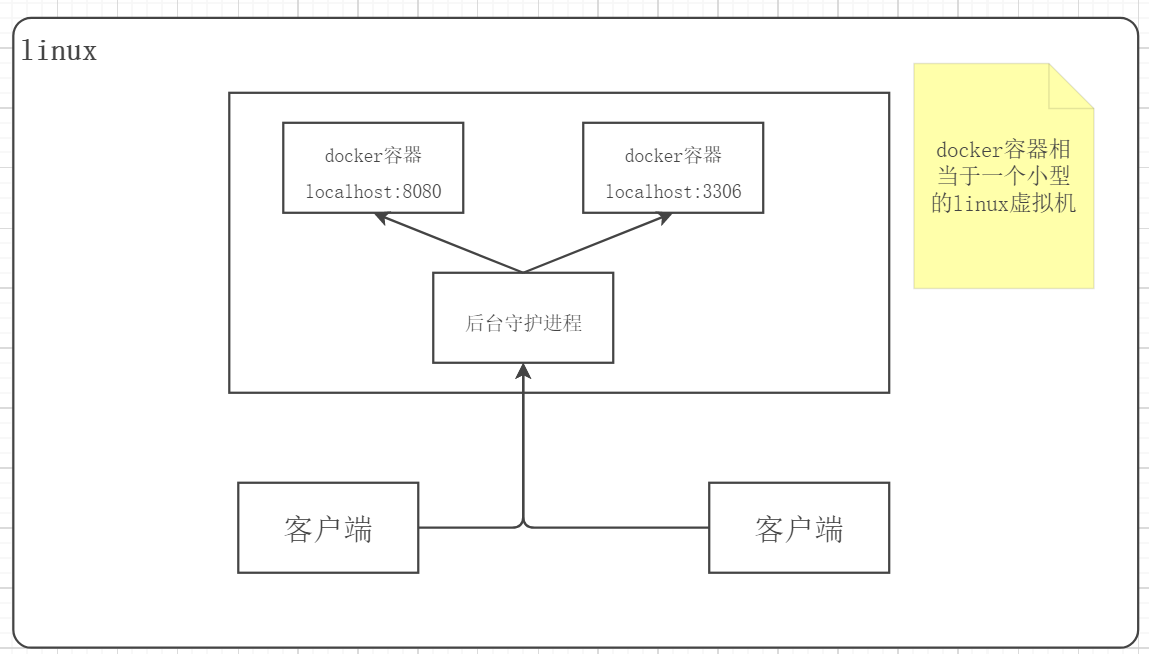 linux
docker容器
localhost:8080
docker容器
localhost:3306
docker容器相
当于一个小型
的linux虚拟机
后台守护进程
客户端
客户端